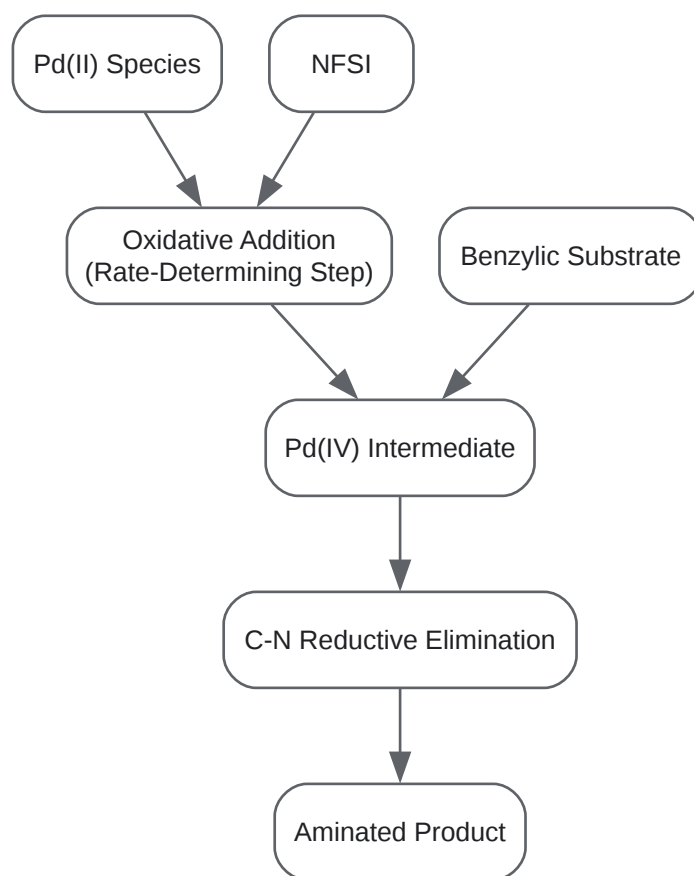 Pd(II) Species
NFSI
Oxidative Addition
(Rate-Determining Step)
Benzylic Substrate
Pd(IV) Intermediate
C-N Reductive Elimination
Aminated Product